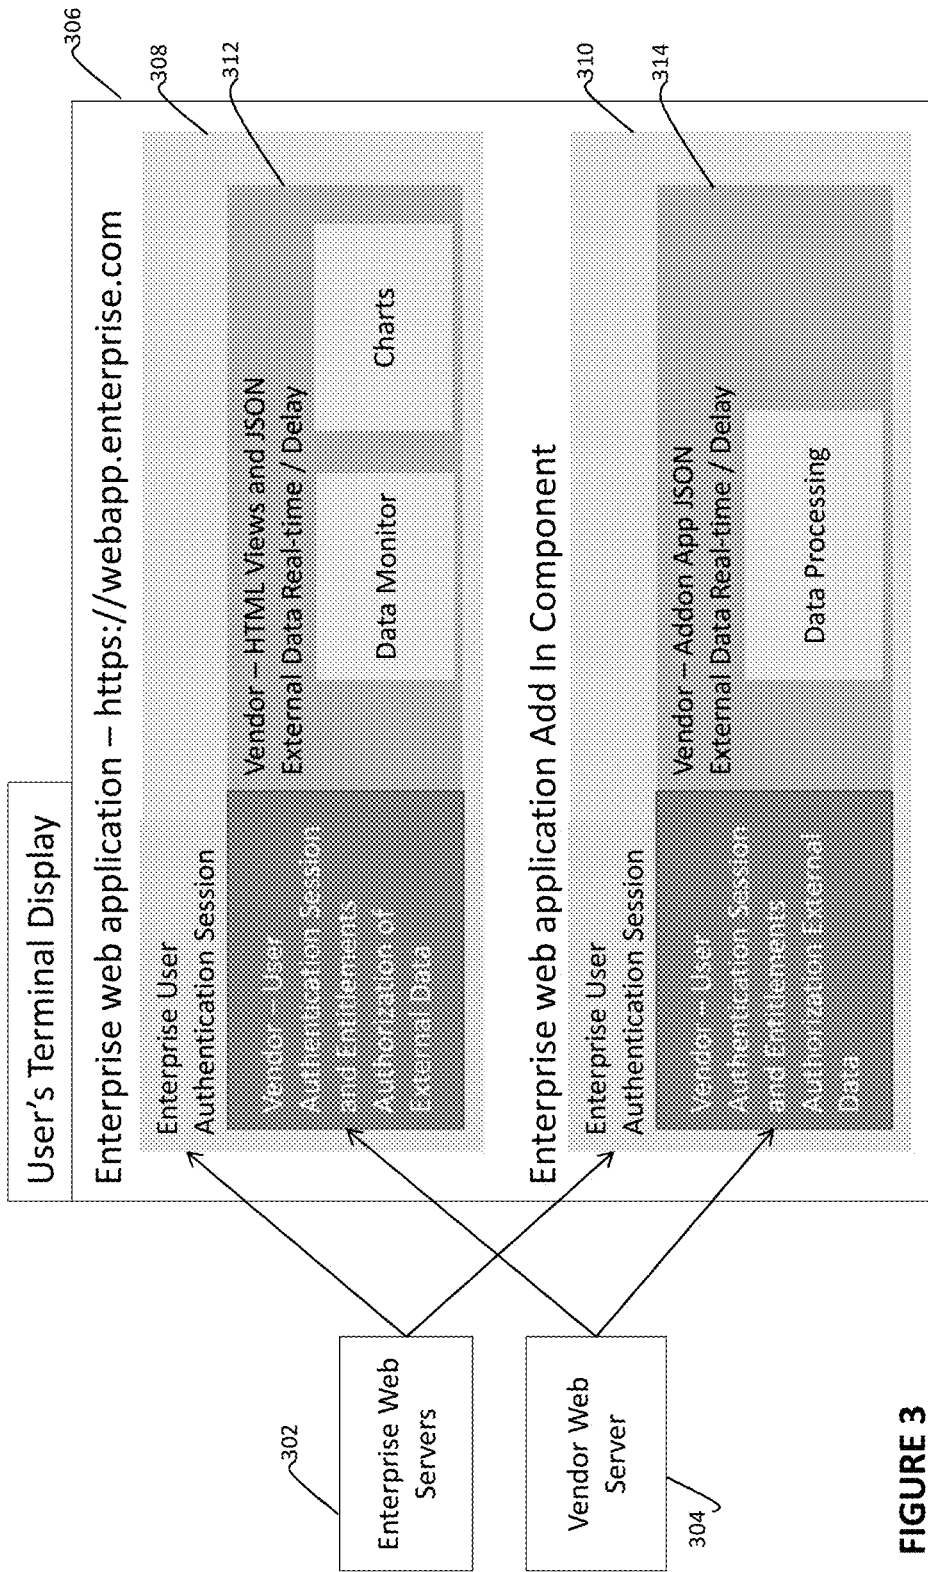 User's Terminal Display
306
Enterprise web application – https://webapp.enterprise.com
308
Enterprise User
Authentication Session
312
Vendor – User
Authentication Session
and Entitlements
Authorization of
External Data
Vendor – HTML Views and JSON
External Data Real-time / Delay
Data Monitor
Charts
Enterprise web application Add In Component
310
Enterprise User
Authentication Session
314
Vendor – User
Authentication Session
and Entitlements
Authorization External
Data
Vendor – Addon App JSON
External Data Real-time / Delay
Data Processing
302
Enterprise Web
Servers
Vendor Web
Server
304
FIGURE 3